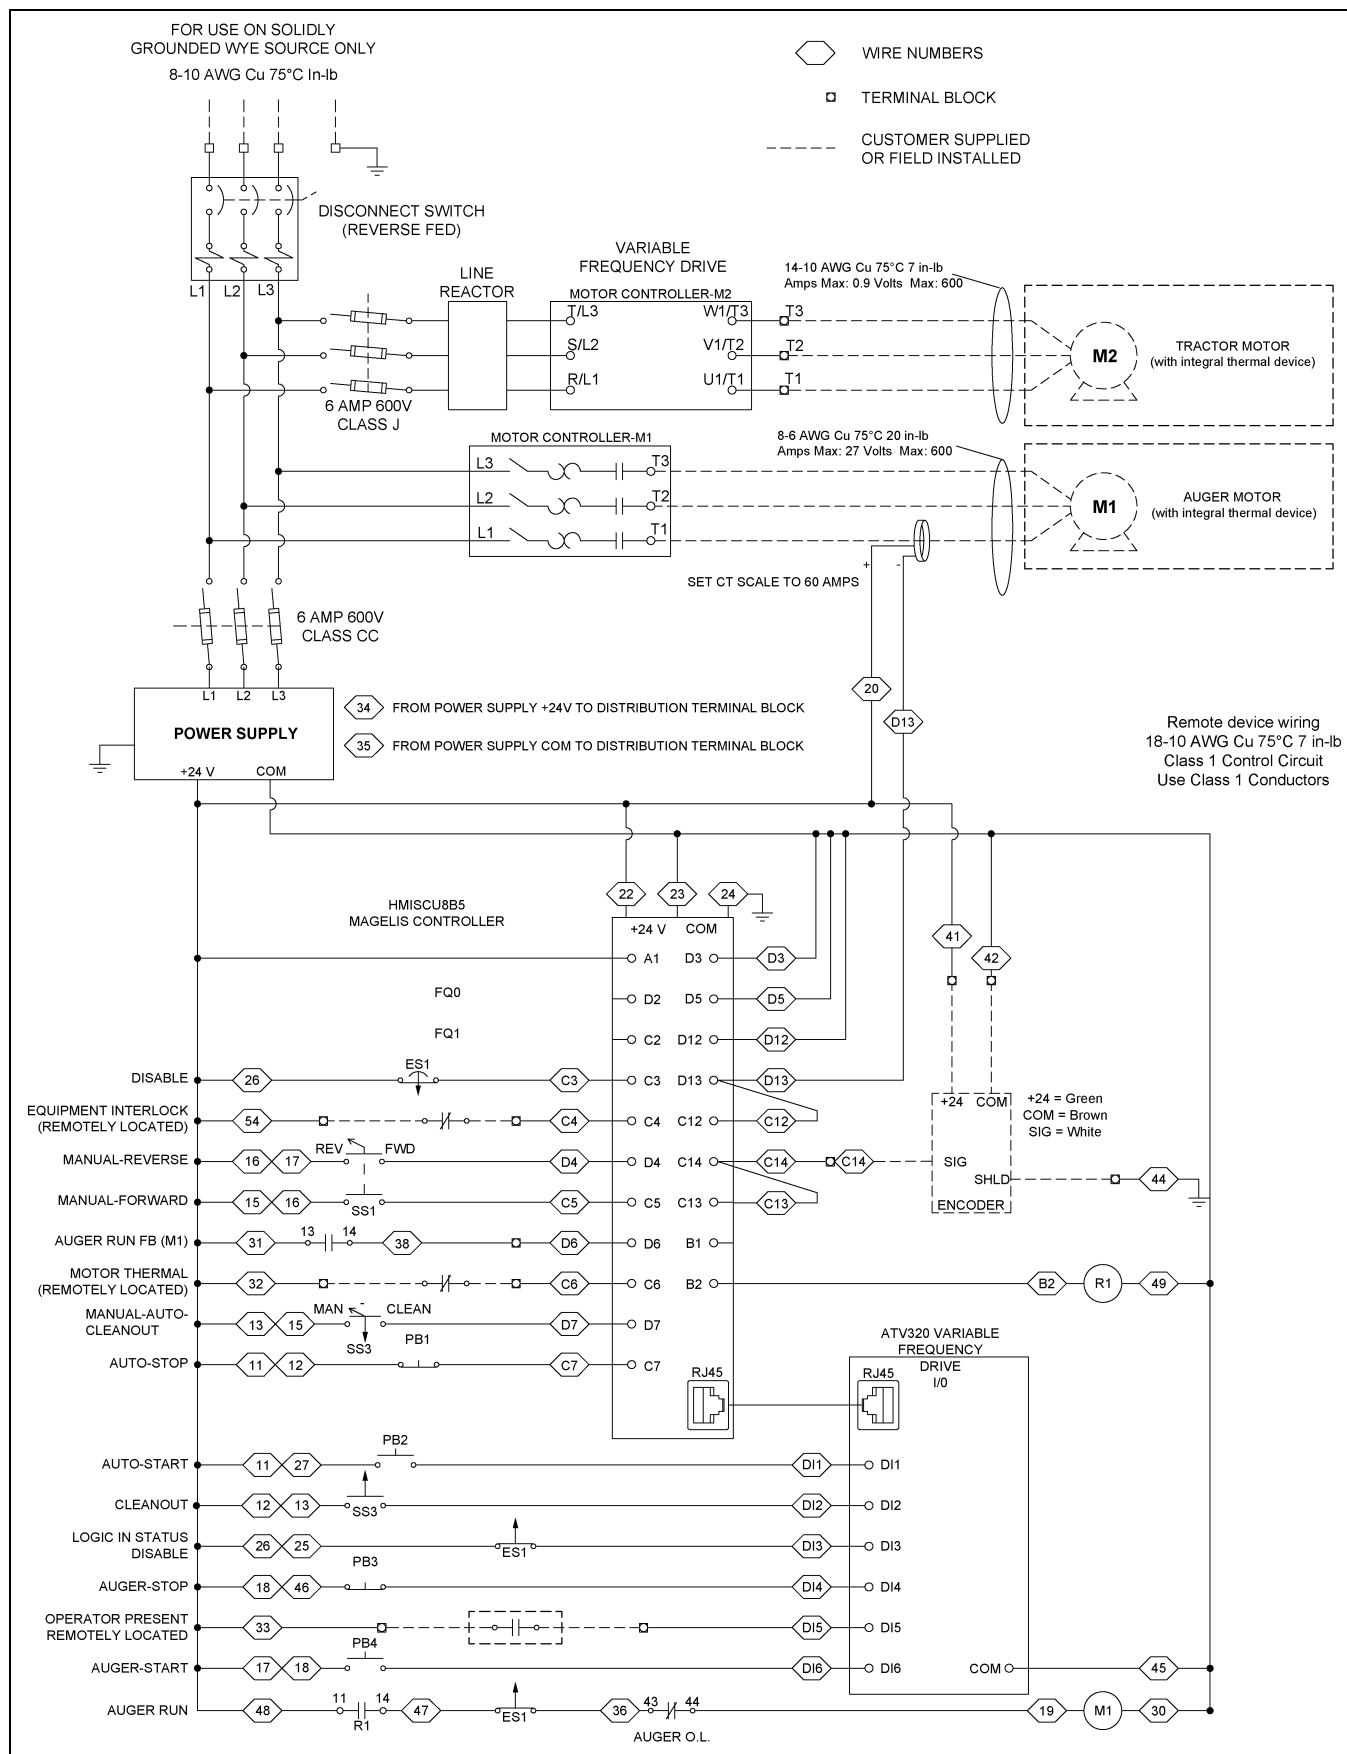 FOR USE ON SOLIDLY
GROUNDED WYE SOURCE ONLY
8-10 AWG Cu 75°C In-lb
WIRE NUMBERS
TERMINAL BLOCK
CUSTOMER SUPPLIED
OR FIELD INSTALLED
DISCONNECT SWITCH
(REVERSE FED)
L1 L2 L3
LINE
REACTOR
VARIABLE
FREQUENCY DRIVE
MOTOR CONTROLLER-M2
T/L3 W1/T3 T3
S/L2 V1/T2 T2
R/L1 U1/T1 T1
6 AMP 600V
CLASS J
14-10 AWG Cu 75°C 7 in-lb
Amps Max: 0.9 Volts Max: 600
M2
TRACTOR MOTOR
(with integral thermal device)
MOTOR CONTROLLER-M1
L3 T3
L2 T2
L1 T1
8-6 AWG Cu 75°C 20 in-lb
Amps Max: 27 Volts Max: 600
M1
AUGER MOTOR
(with integral thermal device)
+ -
SET CT SCALE TO 60 AMPS
6 AMP 600V
CLASS CC
L1 L2 L3
POWER SUPPLY
+24 V COM
34 FROM POWER SUPPLY +24V TO DISTRIBUTION TERMINAL BLOCK
35 FROM POWER SUPPLY COM TO DISTRIBUTION TERMINAL BLOCK
20
D13
Remote device wiring
18-10 AWG Cu 75°C 7 in-lb
Class 1 Control Circuit
Use Class 1 Conductors
HMISCU8B5
MAGELIS CONTROLLER
22 23 24
+24 V COM
41
42
A1 D3 D3
FQ0 D2 D5 D5
FQ1 C2 D12 D12
DISABLE 26 ES1 C3 C3 D13 D13
EQUIPMENT INTERLOCK
(REMOTELY LOCATED) 54 C4 C4 C12 C12
MANUAL-REVERSE 16 17 REV FWD D4 D4 C14 C14 C14
MANUAL-FORWARD 15 16 SS1 C5 C5 C13 C13
+24 COM
SIG
SHLD 44
ENCODER
+24 = Green
COM = Brown
SIG = White
AUGER RUN FB (M1) 31 13 14 38 D6 D6 B1
MOTOR THERMAL
(REMOTELY LOCATED) 32 C6 C6 B2 B2 R1 49
MANUAL-AUTO-
CLEANOUT 13 15 MAN - CLEAN SS3 D7 D7
AUTO-STOP 11 12 PB1 C7 C7
RJ45
ATV320 VARIABLE
FREQUENCY
DRIVE
I/0
RJ45
AUTO-START 11 27 PB2 DI1 DI1
CLEANOUT 12 13 SS3 DI2 DI2
LOGIC IN STATUS
DISABLE 26 25 ES1 DI3 DI3
AUGER-STOP 18 46 PB3 DI4 DI4
OPERATOR PRESENT
REMOTELY LOCATED 33 DI5 DI5
AUGER-START 17 18 PB4 DI6 DI6 COM 45
AUGER RUN 48 11 14 R1 47 ES1 36 43 44 19 M1 30
AUGER O.L.